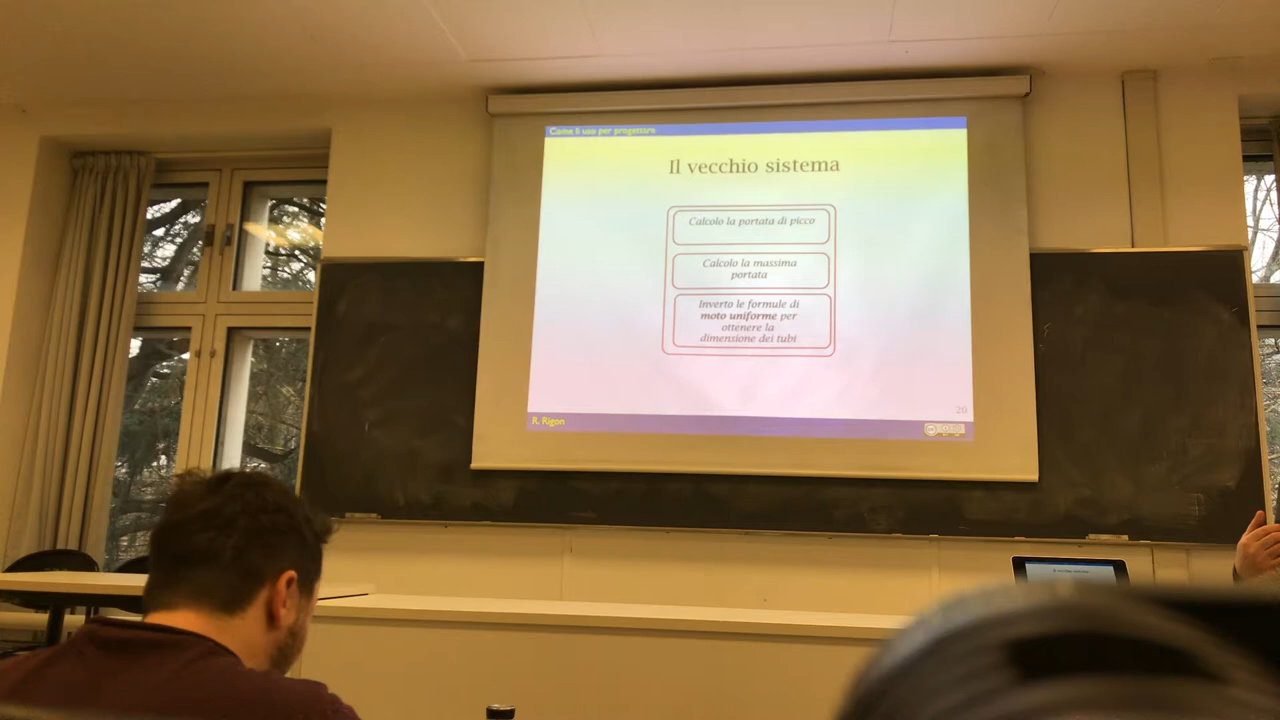 Come li uso per progettare
Il vecchio sistema
Calcolo la portata di picco
Calcolo la massima
portata
Inverto le formule di
moto uniforme per
ottenere la
dimensione dei tubi
20
R. Rigon